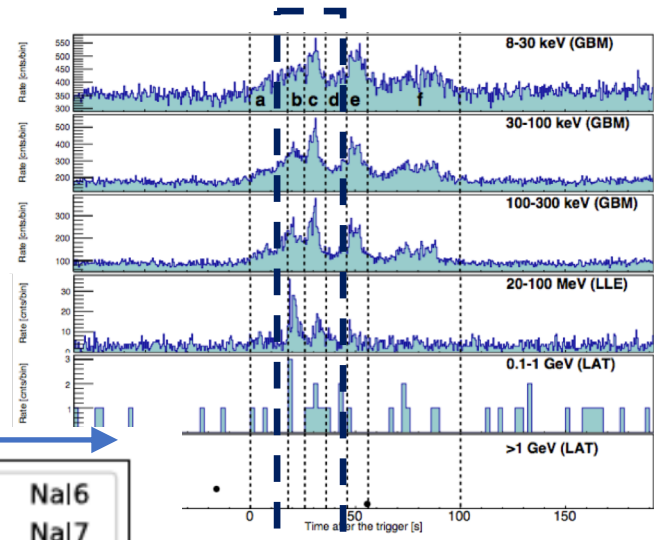 8-30 keV (GBM)
Rate [cnts/bin]
550
500
450
400
350
300
a b c d e f
30-100 keV (GBM)
Rate [cnts/bin]
500
400
300
200
100-300 keV (GBM)
Rate [cnts/bin]
300
200
100
20-100 MeV (LLE)
Rate [cnts/bin]
30
20
10
0.1-1 GeV (LAT)
Rate [cnts/bin]
3
2
1
>1 GeV (LAT)
NaI6
NaI7
0 50 100 150
Time after the trigger [s]